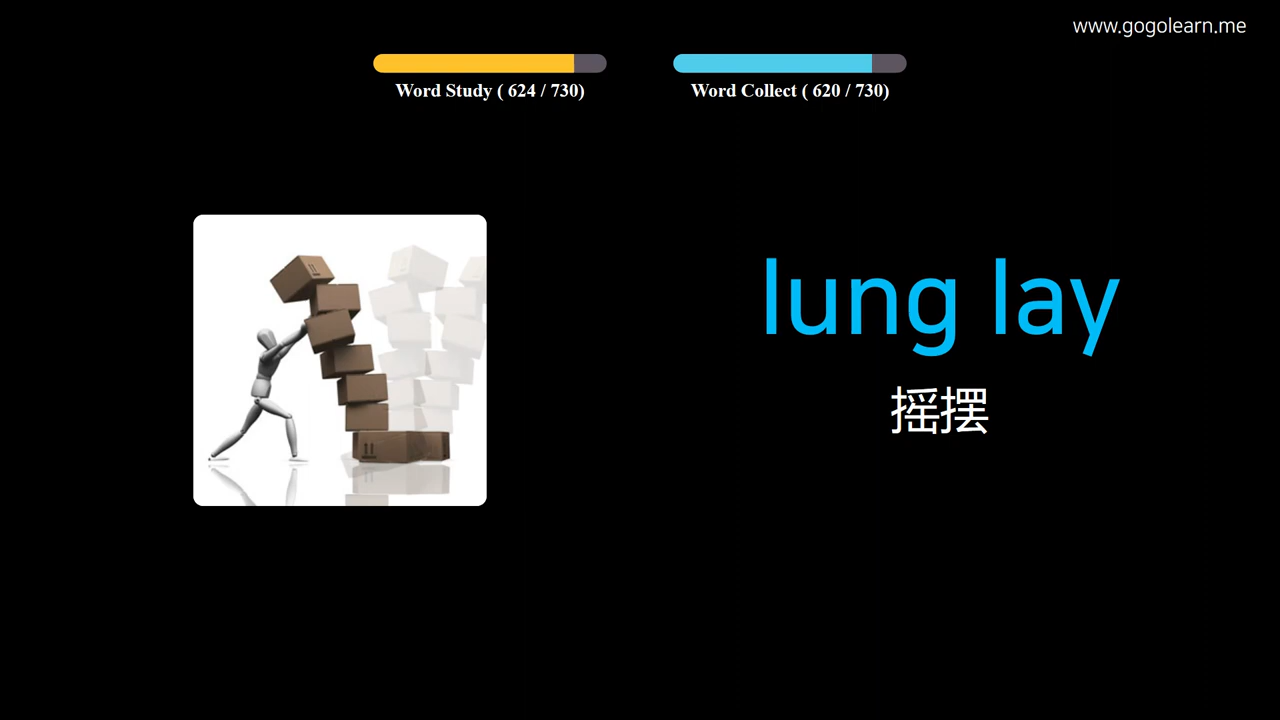 www.gogolearn.me
Word Study ( 624 / 730)
Word Collect ( 620 / 730)
lung lay
摇摆